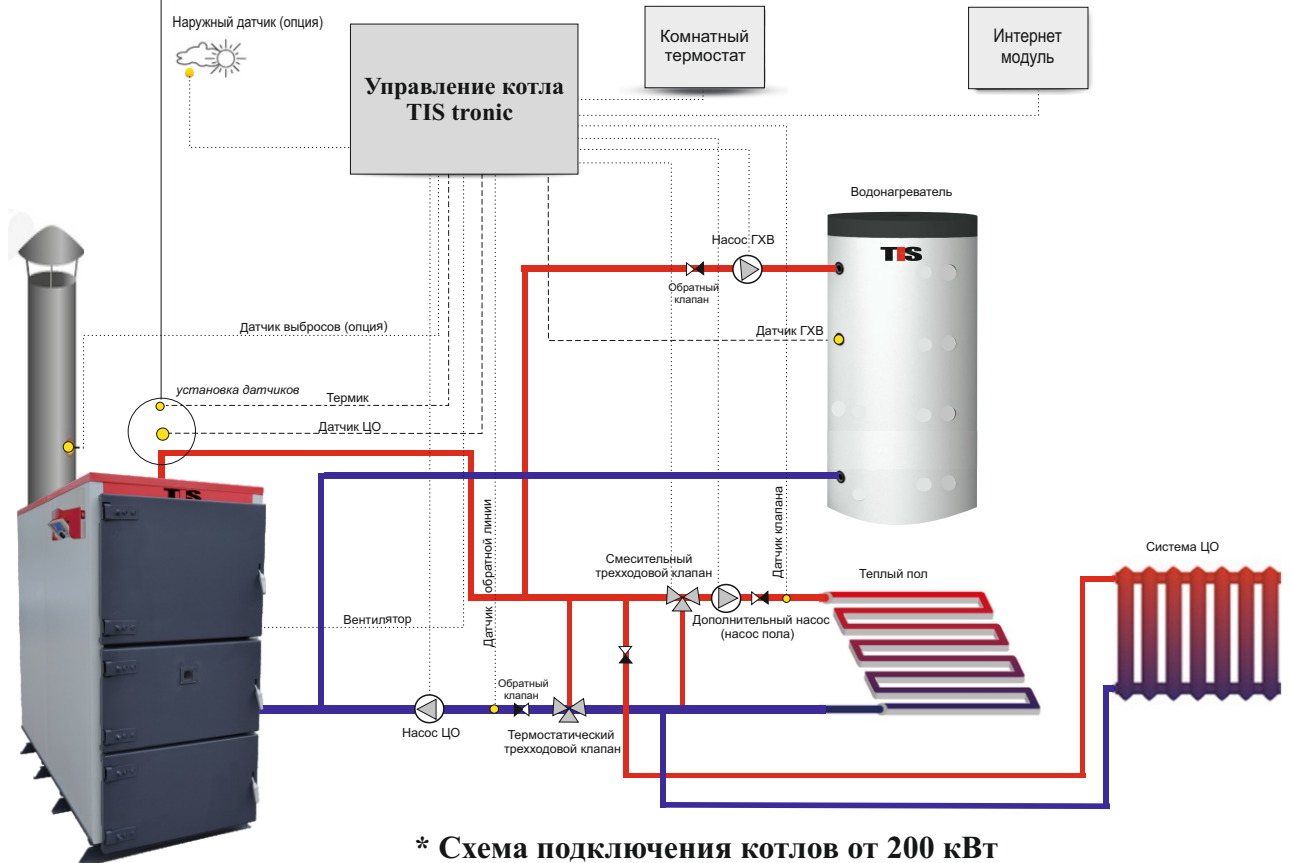 Наружный датчик (опция)
Управление котла
TIS tronic
Комнатный
термостат
Интернет
модуль
Водонагреватель
TIS
Насос ГХВ
Обратный
клапан
Датчик ГХВ
Датчик выбросов (опция)
установка датчиков
Термик
Датчик ЦО
TIS
Датчик обратной линии
Датчик клапана
Смесительный
трехходовой клапан
Теплый пол
Система ЦО
Дополнительный насос
(насос пола)
Вентилятор
Обратный
клапан
Насос ЦО
Термостатический
трехходовой клапан
* Схема подключения котлов от 200 кВт